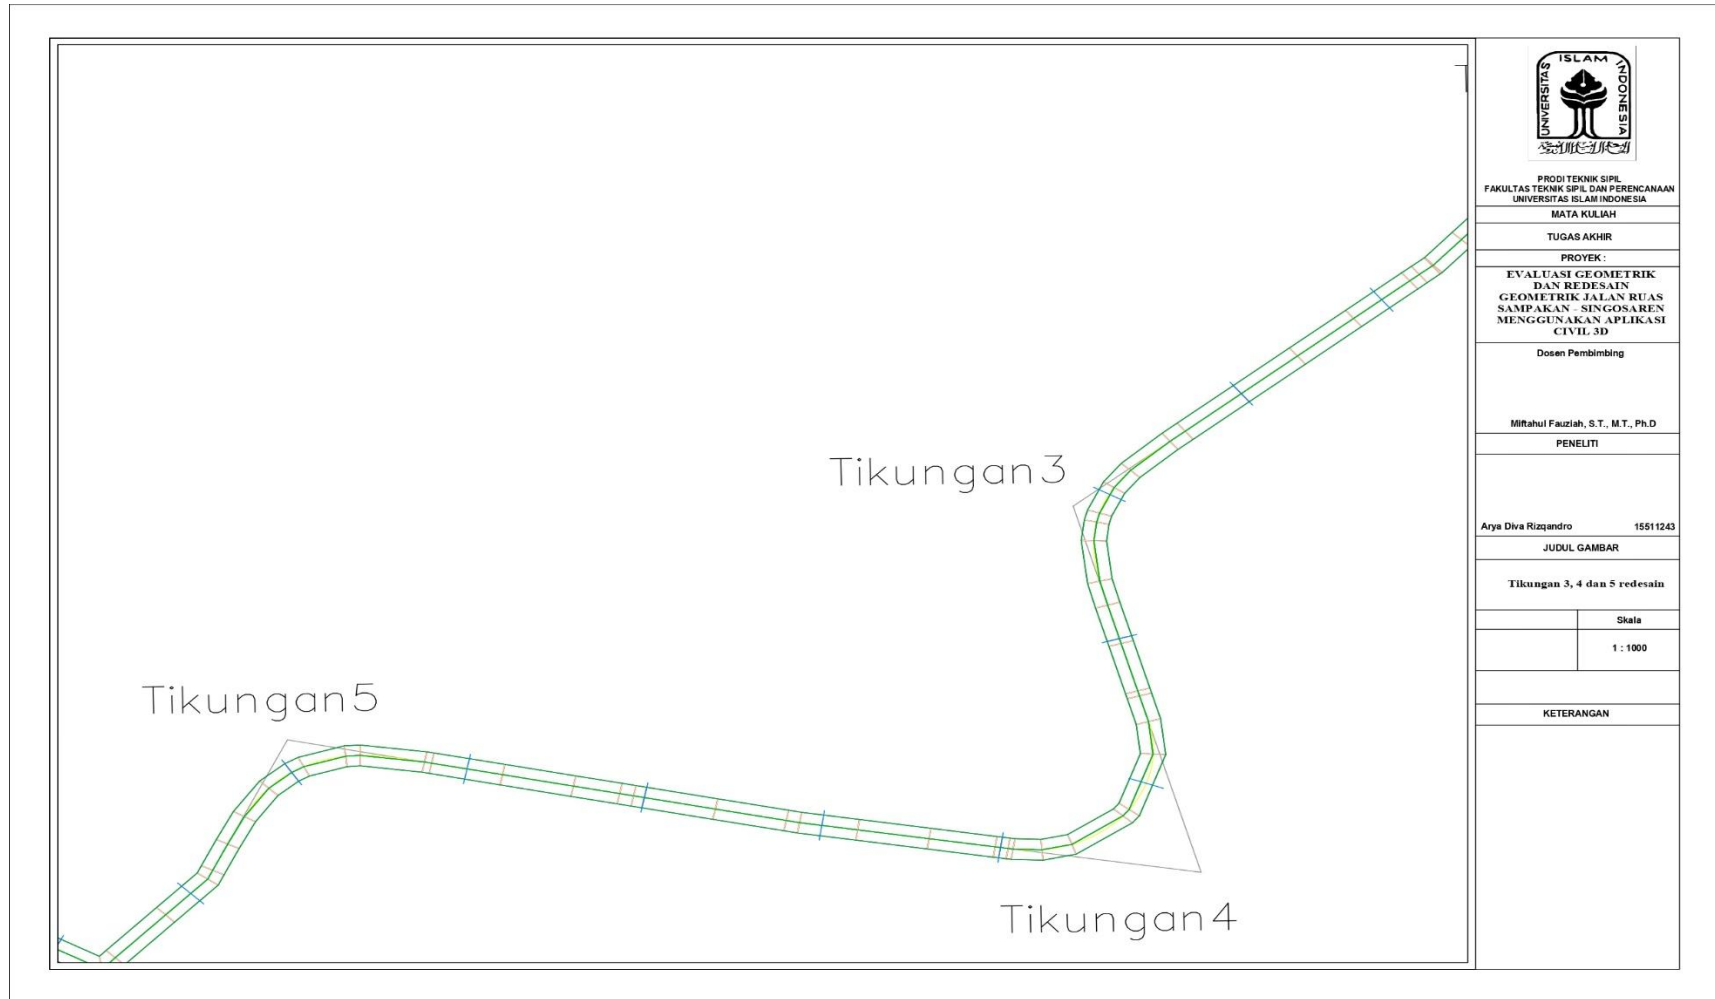 Tikungan3
Tikungan5
Tikungan4
UNIVERSITAS
ISLAM
INDONESIA
PRODI TEKNIK SIPIL
FAKULTAS TEKNIK SIPIL DAN PERENCANAAN
UNIVERSITAS ISLAM INDONESIA
MATA KULIAH
TUGAS AKHIR
PROYEK :
EVALUASI GEOMETRIK
DAN REDESAIN
GEOMETRIK JALAN RUAS
SAMPAKAN - SINGOSAREN
MENGGUNAKAN APLIKASI
CIVIL 3D
Dosen Pembimbing
Miftahul Fauziah, S.T., M.T., Ph.D
PENELITI
Arya Diva Rizqandro 15511243
JUDUL GAMBAR
Tikungan 3, 4 dan 5 redesain
Skala
1 : 1000
KETERANGAN